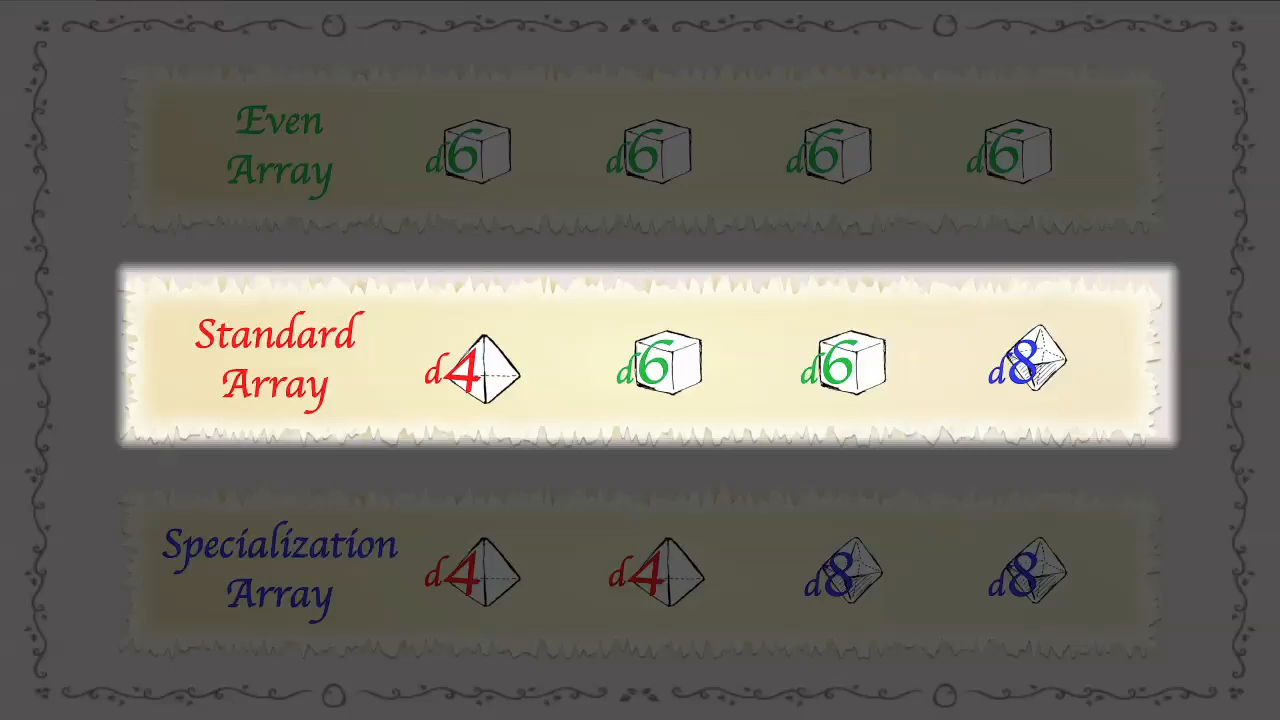 Even
Array
d6 d6 d6 d6
Standard
Array
d4 d6 d6 d8
Specialization
Array
d4 d4 d8 d8